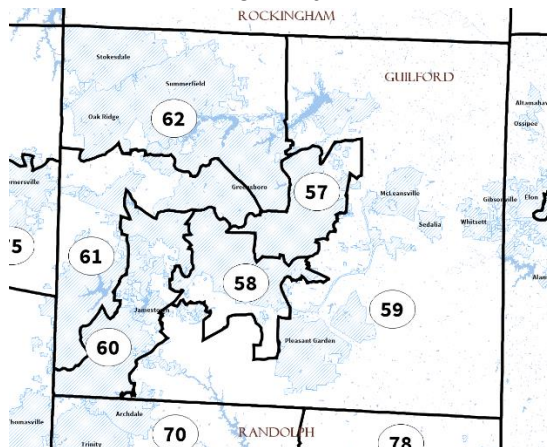 ROCKINGHAM
Stokesdale
GUILFORD
Summerfield
Oak Ridge
62
Greensboro
57
McLeansville
Sedalia
Gibsonville
Whitsett
Elon
Altamahaw
Ossipee
61
58
59
Jamestown
60
Pleasant Garden
Archdale
70
RANDOLPH
78
Trinity